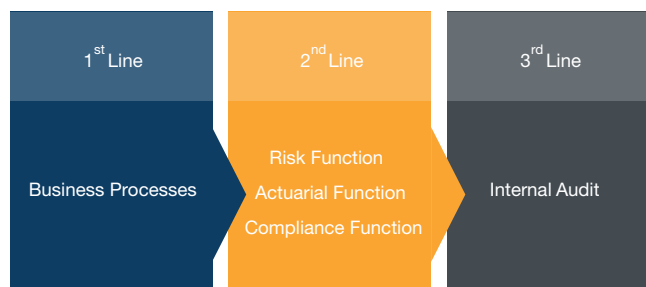 1st Line
2nd Line
3rd Line
Business Processes
Risk Function
Actuarial Function
Compliance Function
Internal Audit